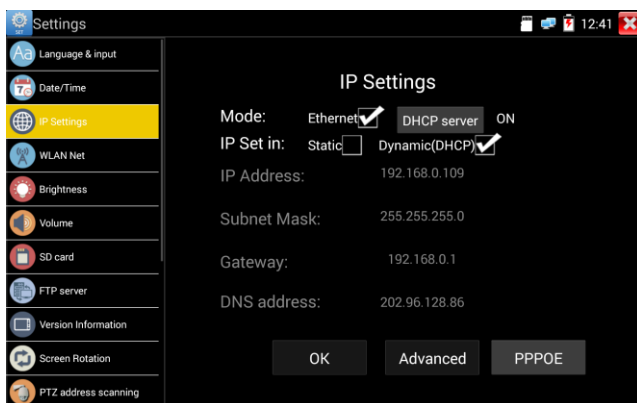 Settings
12:41
Language & input
Date/Time
IP Settings
WLAN Net
Brightness
Volume
SD card
FTP server
Version Information
Screen Rotation
PTZ address scanning
IP Settings
Mode: Ethernet DHCP server ON
IP Set in: Static Dynamic(DHCP)
IP Address: 192.168.0.109
Subnet Mask: 255.255.255.0
Gateway: 192.168.0.1
DNS address: 202.96.128.86
OK Advanced PPPOE